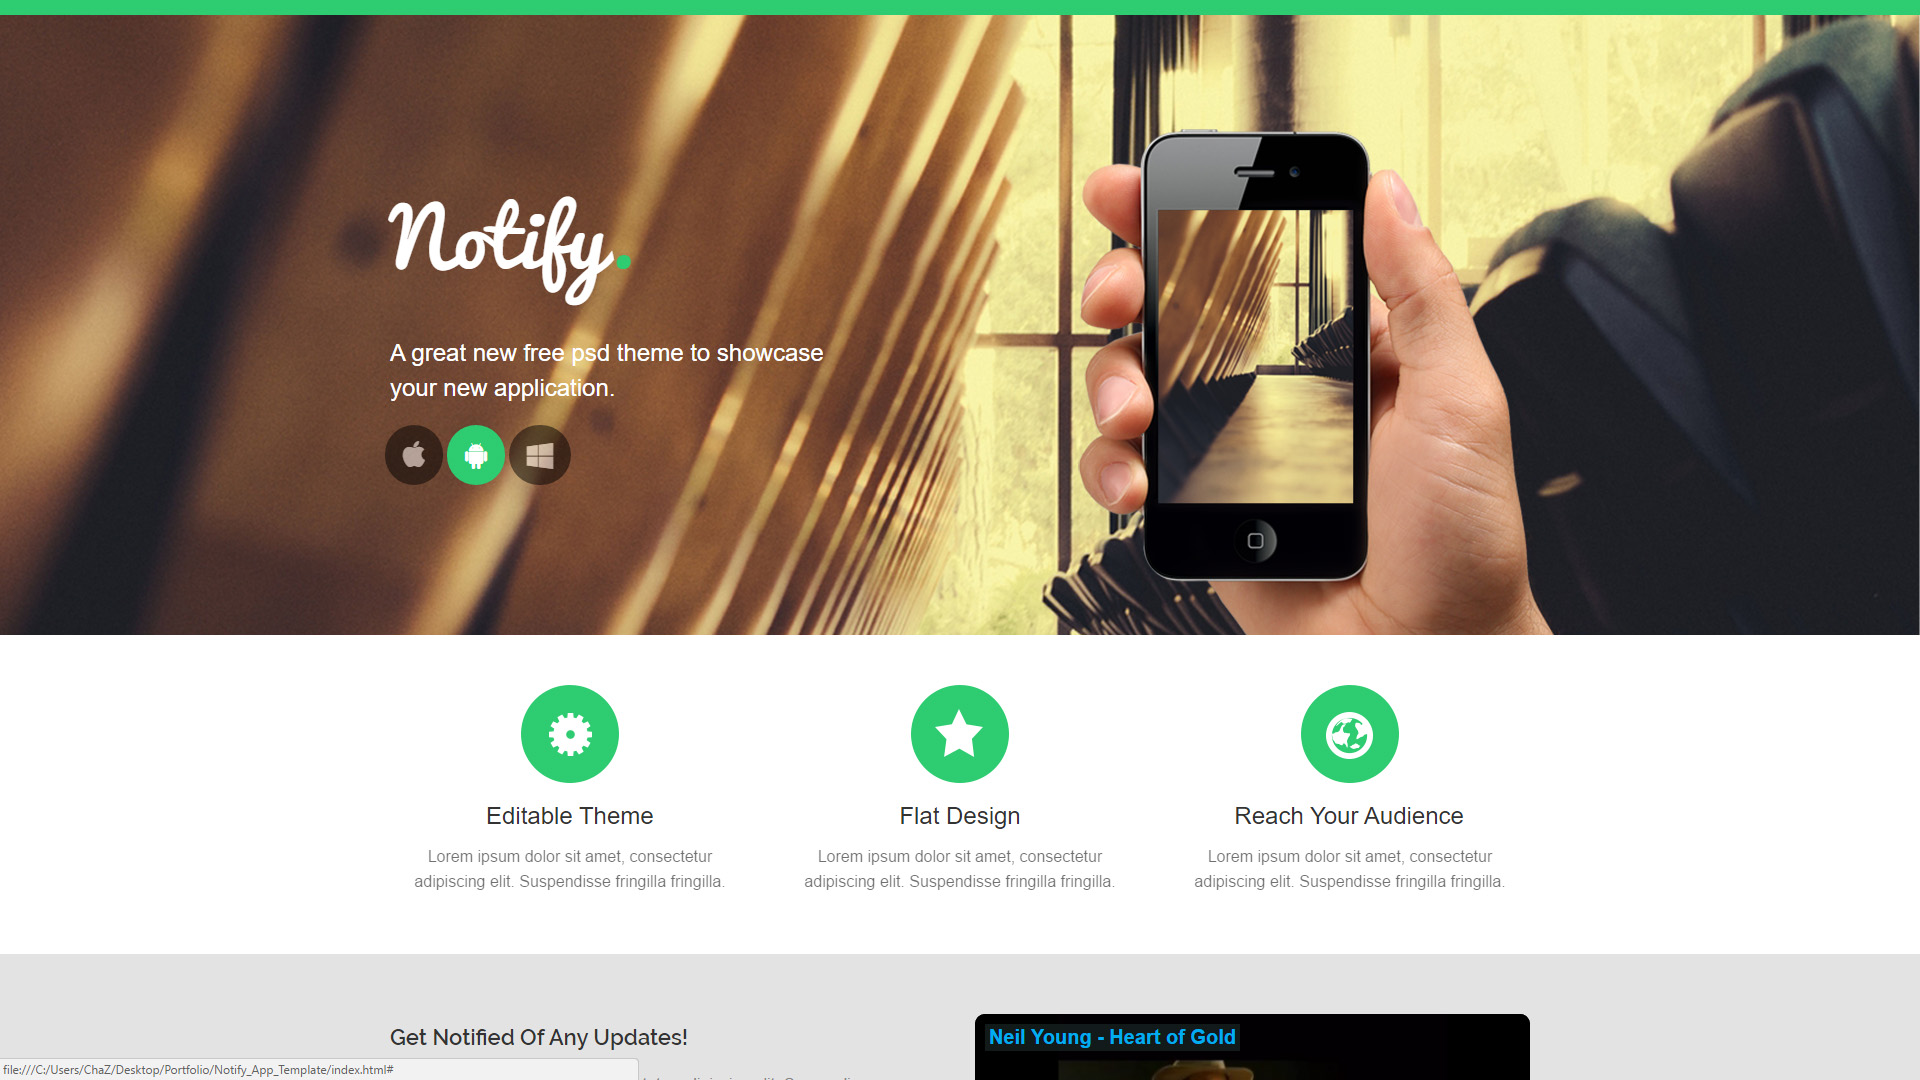 Notify.
A great new free psd theme to showcase
your new application.
Editable Theme
Flat Design
Reach Your Audience
Lorem ipsum dolor sit amet, consectetur
adipiscing elit. Suspendisse fringilla fringilla.
Lorem ipsum dolor sit amet, consectetur
adipiscing elit. Suspendisse fringilla fringilla.
Lorem ipsum dolor sit amet, consectetur
adipiscing elit. Suspendisse fringilla fringilla.
Get Notified Of Any Updates!
Neil Young - Heart of Gold
file:///C:/Users/ChaZ/Desktop/Portfolio/Notify_App_Template/index.html#